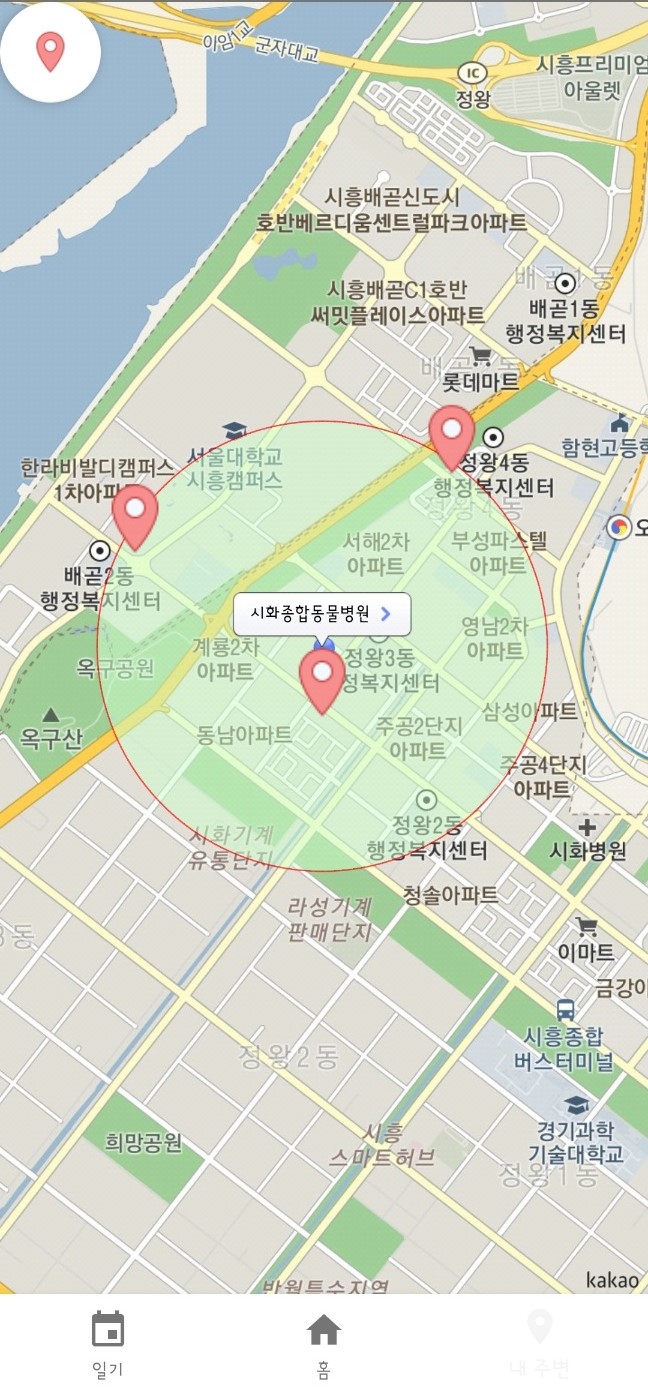 이암1교
군자대교
IC
정왕
시흥프리미엄
아울렛
시흥배곧신도시
호반베르디움센트럴파크아파트
배곧1동
시흥배곧C1호반
써밋플레이스아파트
배곧1동
행정복지센터
롯데마트
함현고등학
한라비발디캠퍼스
1차아파
서울대학교
시흥캠퍼스
정왕4동
행정복지센터
정왕4동
서해2차
아파트
부성파스텔
아파트
오
배곧2동
행정복지센터
시화종합동물병원
옥구공원
계룡2차
아파트
정왕3동
정복지센터
영남2차
아파트
옥구산
동남아파트
주공2단지
아파트
삼성아파트
주공4단지
아파트
시화기계
유통단지
정왕2동
행정복지센터
시화병원
라성기계
판매단지
청솔아파트
3동
이마트
금강아
정왕2동
시흥종합
버스터미널
희망공원
시흥
스마트허브
경기과학
기술대학교
정왕1동
반월특수지역
kakao
일기
홈
내 주변